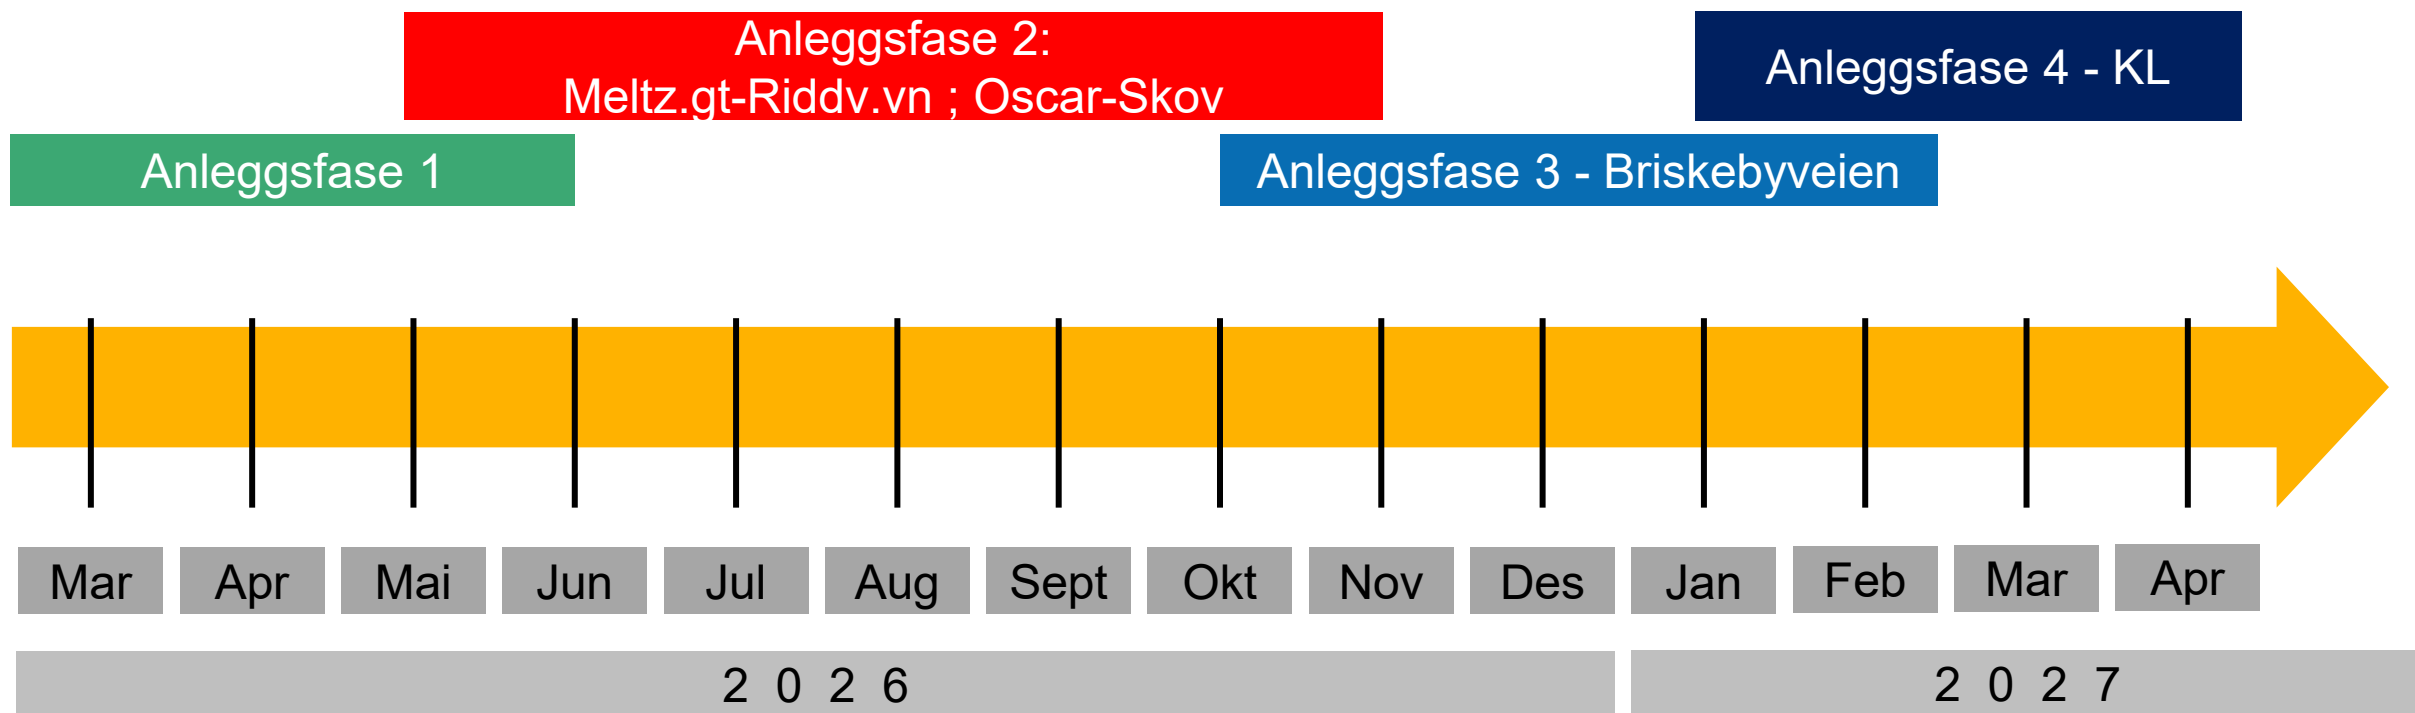 Anleggsfase 2:
Meltz.gt-Riddv.vn ; Oscar-Skov
Anleggsfase 4 - KL
Anleggsfase 1
Anleggsfase 3 - Briskebyveien
Mar
Apr
Mai
Jun
Jul
Aug
Sept
Okt
Nov
Des
Jan
Feb
Mar
Apr
2 0 2 6
2 0 2 7